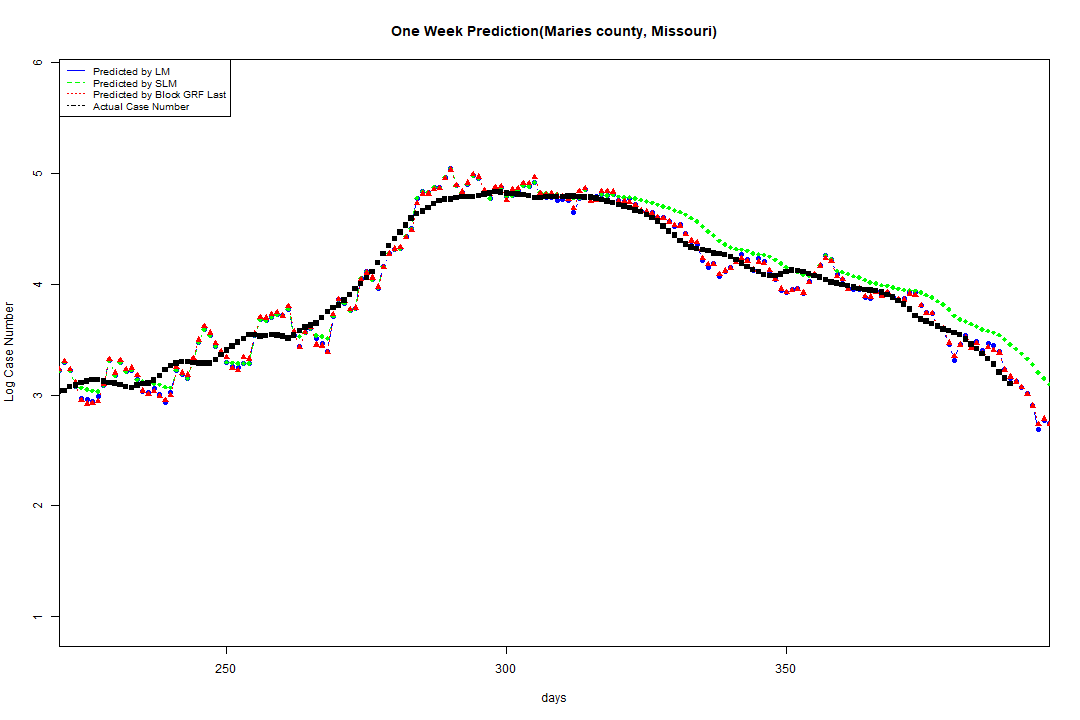 One Week Prediction(Maries county, Missouri)
Predicted by LM
Predicted by SLM
Predicted by Block GRF Last
Actual Case Number
6
5
4
3
2
1
Log Case Number
250
300
350
days